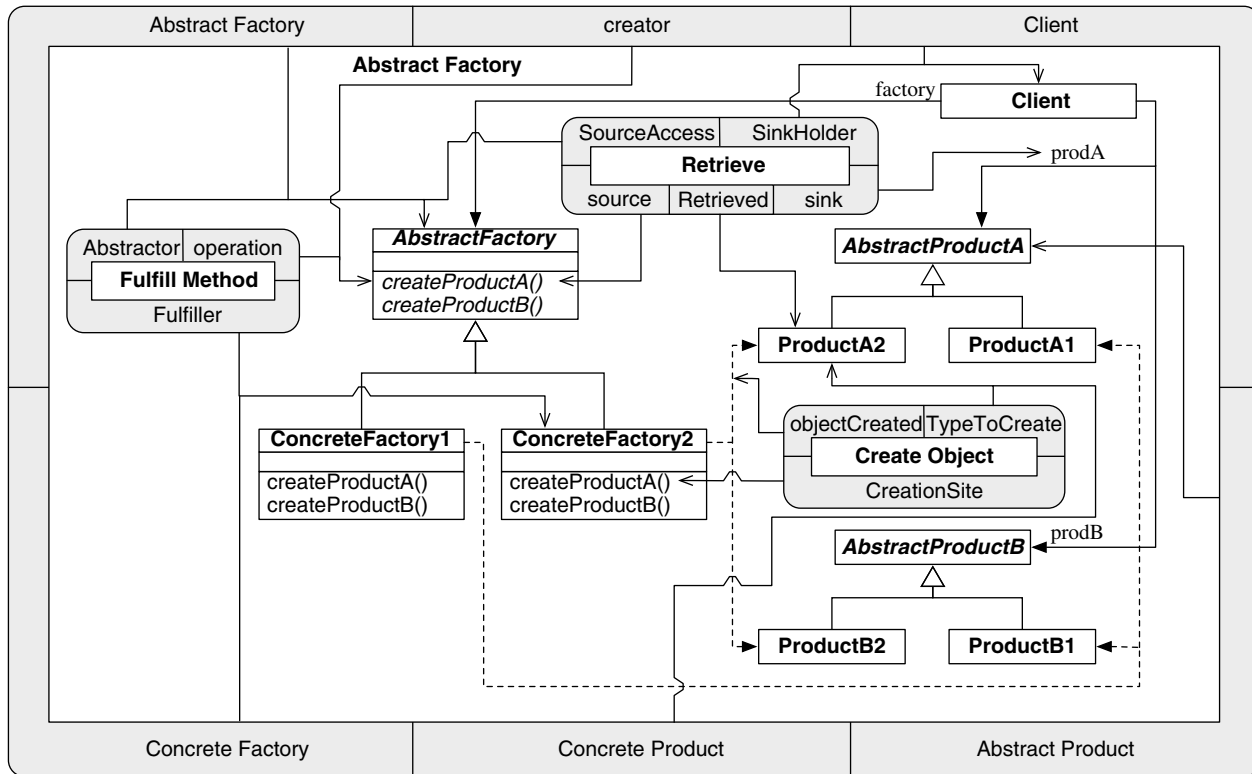 Abstract Factory
creator
Client
Abstract Factory
factory
Client
SourceAccess
SinkHolder
Retrieve
source
Retrieved
sink
prodA
Abstractor
operation
Fulfill Method
Fulfiller
AbstractFactory
createProductA()
createProductB()
AbstractProductA
ProductA2
ProductA1
ConcreteFactory1
createProductA()
createProductB()
ConcreteFactory2
createProductA()
createProductB()
objectCreated
TypeToCreate
Create Object
CreationSite
AbstractProductB
prodB
ProductB2
ProductB1
Concrete Factory
Concrete Product
Abstract Product